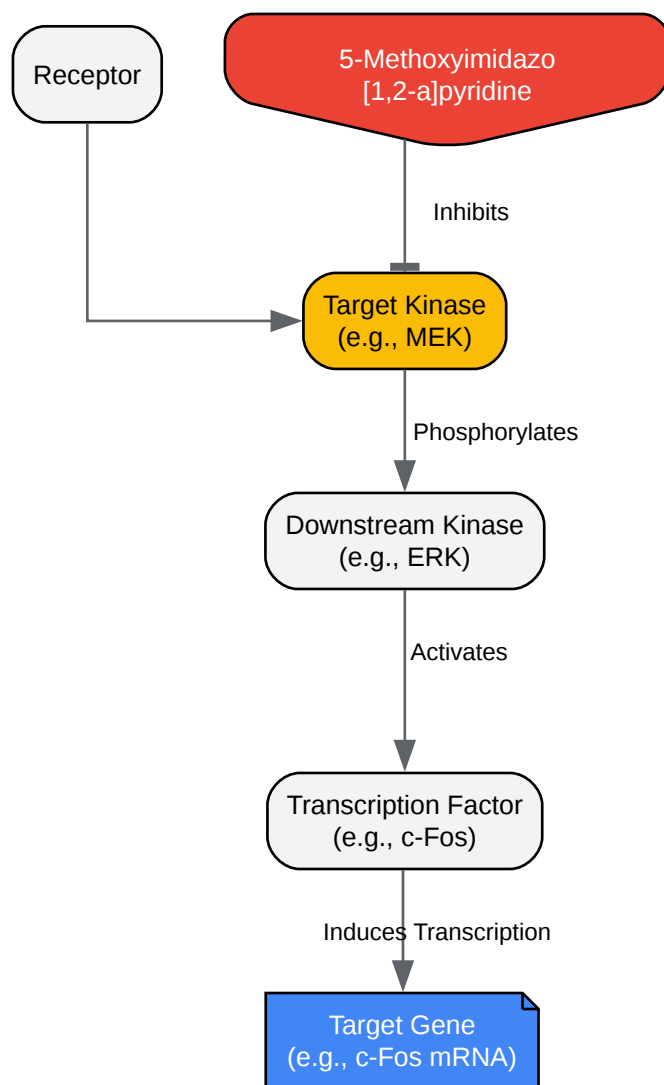 Receptor
5-Methoxyimidazo
[1,2-a]pyridine
Inhibits
Target Kinase
(e.g., MEK)
Phosphorylates
Downstream Kinase
(e.g., ERK)
Activates
Transcription Factor
(e.g., c-Fos)
Induces Transcription
Target Gene
(e.g., c-Fos mRNA)